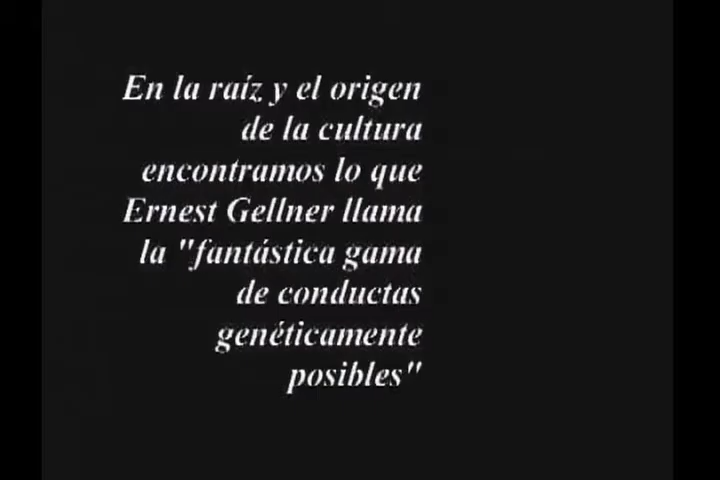 En la raíz y el origen
de la cultura
encontramos lo que
Ernest Gellner llama
la "fantástica gama
de conductas
genéticamente
posibles"